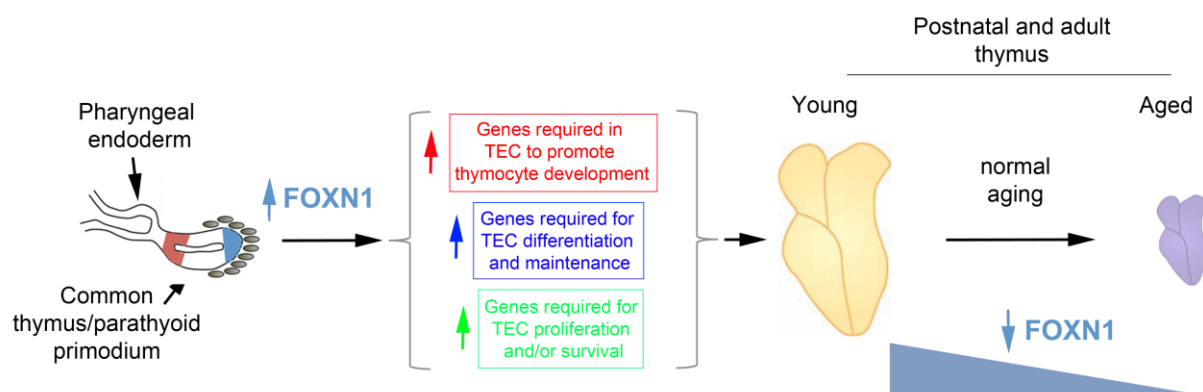 Pharyngeal
endoderm
Common
thymus/parathyoid
primodium
FOXN1
Genes required in
TEC to promote
thymocyte development
Genes required for
TEC differentiation
and maintenance
Genes required for
TEC proliferation
and/or survival
Postnatal and adult
thymus
Young
Aged
normal
aging
FOXN1